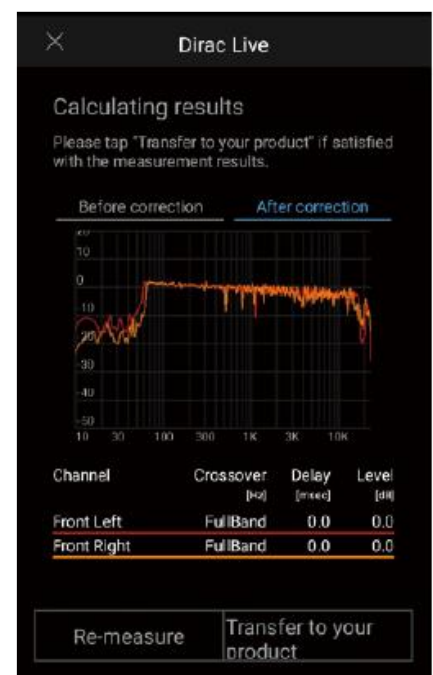 Dirac Live
Calculating results
Please tap "Transfer to your product" if satisfied
with the measurement results.
Before correction After correction
20
10
0
-10
-20
-30
-40
-50
10 30 100 300 1K 3K 10K
Channel Crossover Delay Level
[Hz] [msec] [dB]
Front Left FullBand 0.0 0.0
Front Right FullBand 0.0 0.0
Re-measure Transfer to your
product